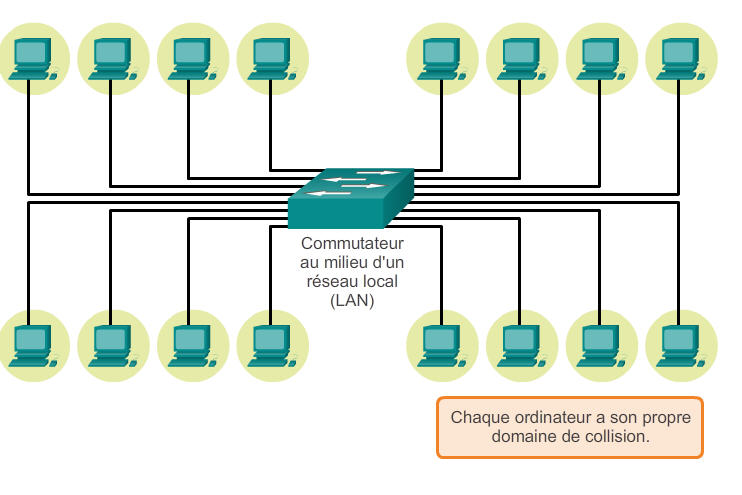 Commutateur
au milieu d'un
réseau local
(LAN)
Chaque ordinateur a son propre
domaine de collision.